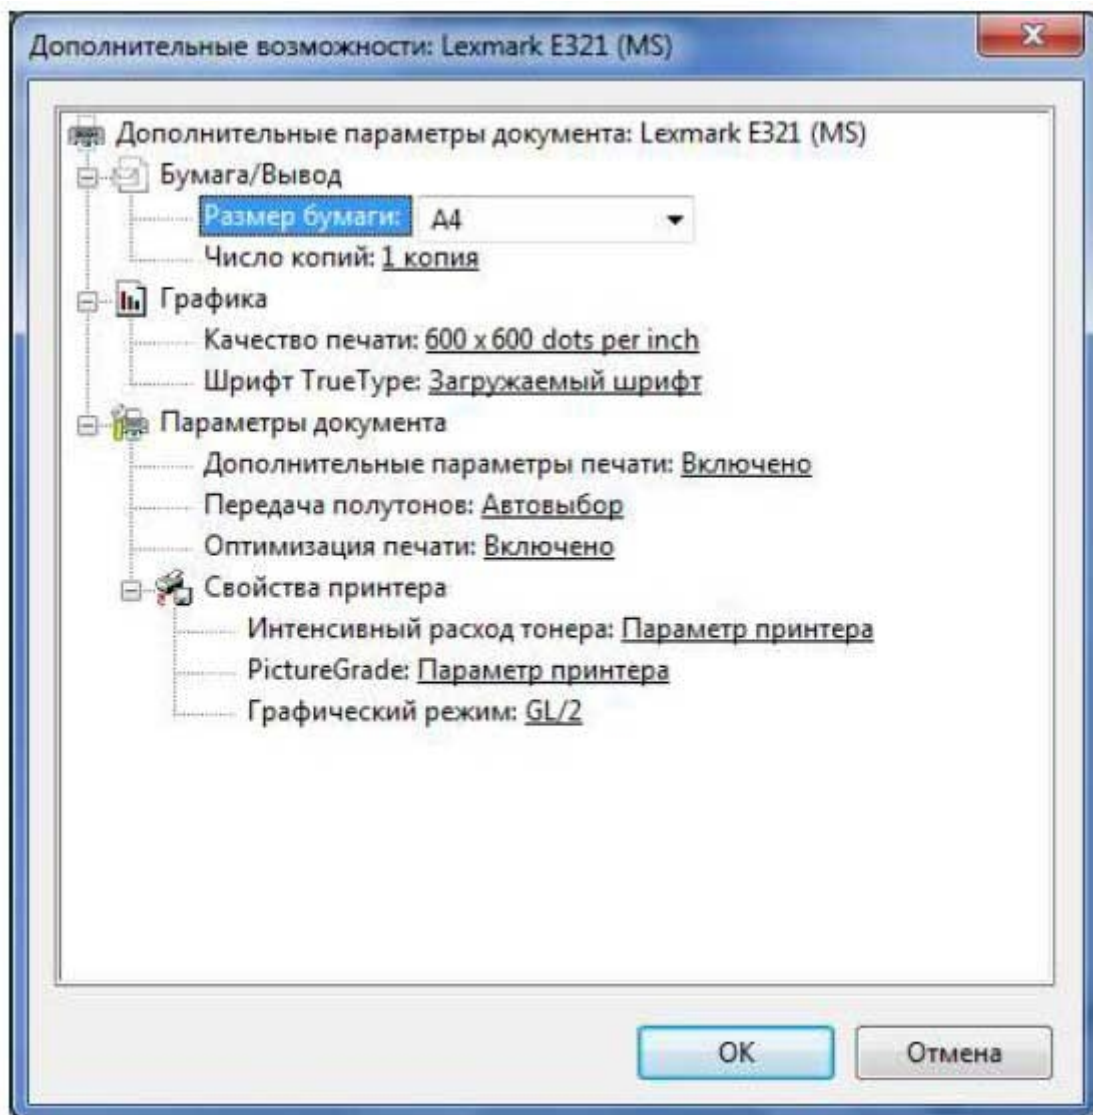 Дополнительные возможности: Lexmark E321 (MS)
Дополнительные параметры документа: Lexmark E321 (MS)
Бумага/Вывод
Размер бумаги: A4
Число копий: 1 копия
Графика
Качество печати: 600 x 600 dots per inch
Шрифт TrueType: Загружаемый шрифт
Параметры документа
Дополнительные параметры печати: Включено
Передача полутонов: Автовыбор
Оптимизация печати: Включено
Свойства принтера
Интенсивный расход тонера: Параметр принтера
PictureGrade: Параметр принтера
Графический режим: GL/2
OK Отмена